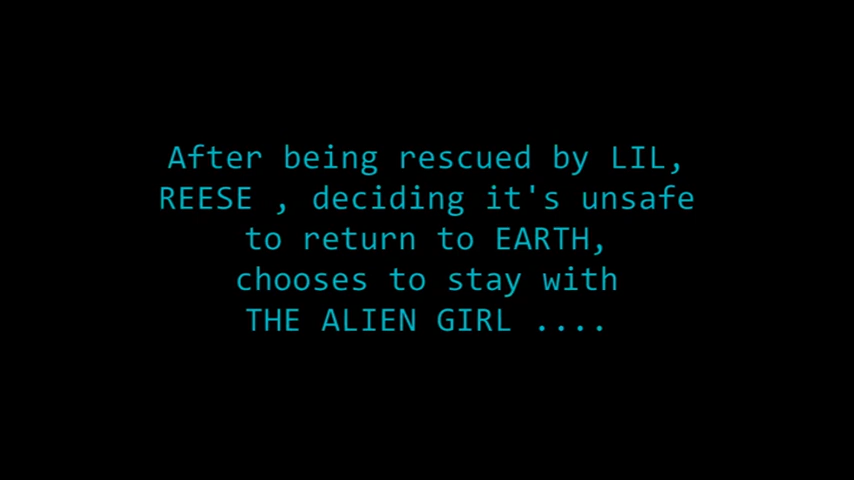 After being rescued by LIL,
REESE , deciding it's unsafe
to return to EARTH,
chooses to stay with
THE ALIEN GIRL ....